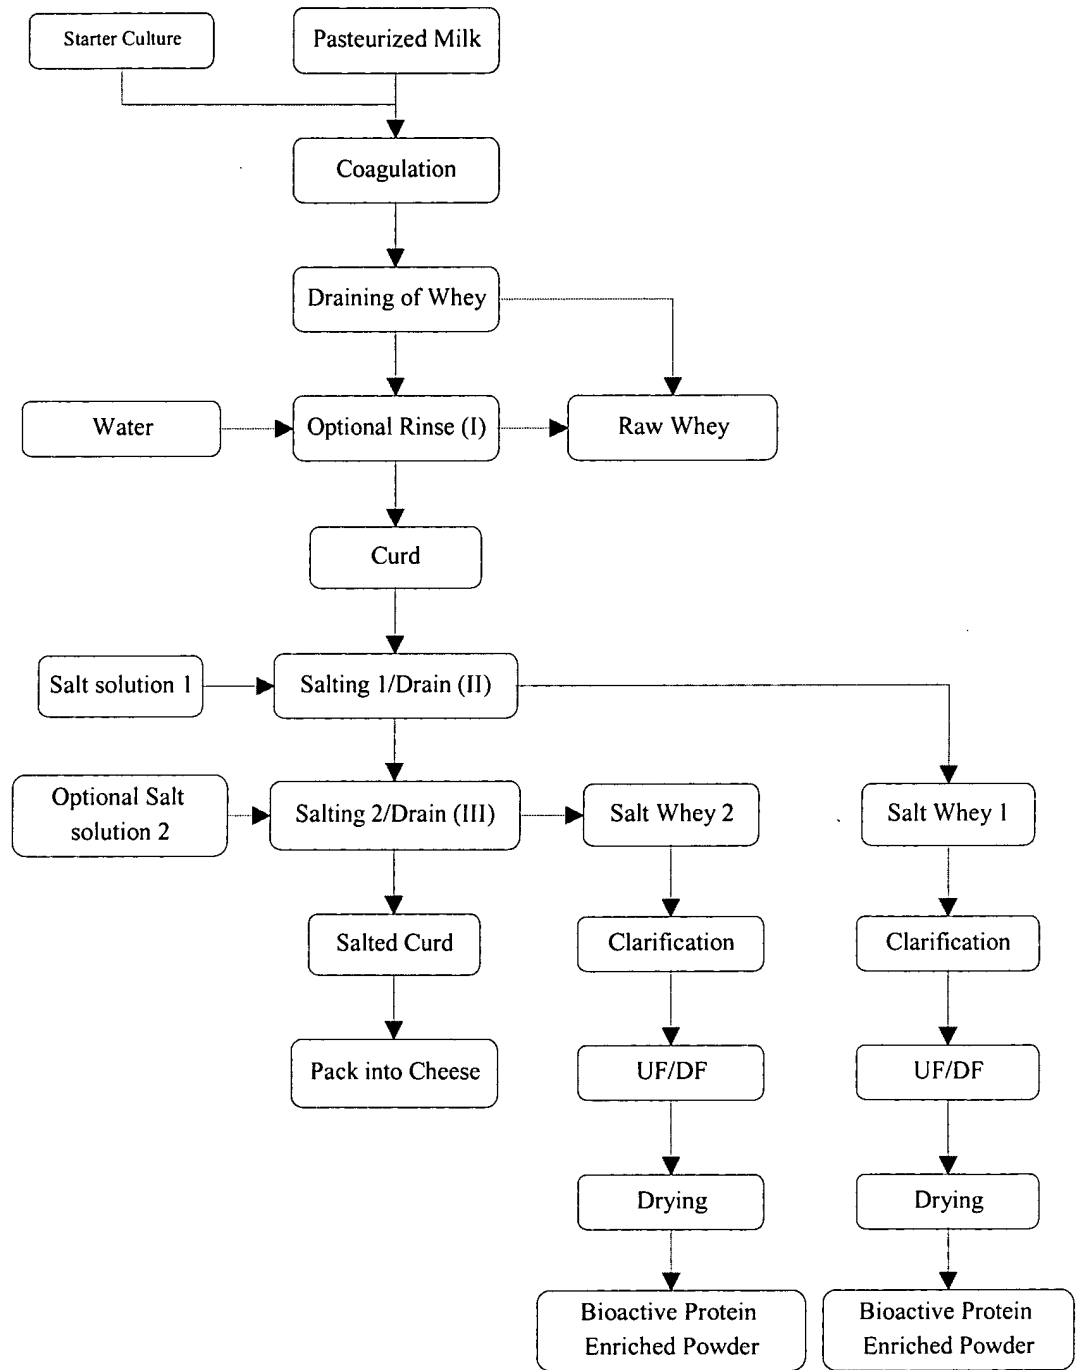 Starter Culture
Pasteurized Milk
Coagulation
Draining of Whey
Water
Optional Rinse (I)
Raw Whey
Curd
Salt solution 1
Salting 1/Drain (II)
Optional Salt
solution 2
Salting 2/Drain (III)
Salt Whey 2
Salt Whey 1
Salted Curd
Clarification
Clarification
Pack into Cheese
UF/DF
UF/DF
Drying
Drying
Bioactive Protein
Enriched Powder
Bioactive Protein
Enriched Powder